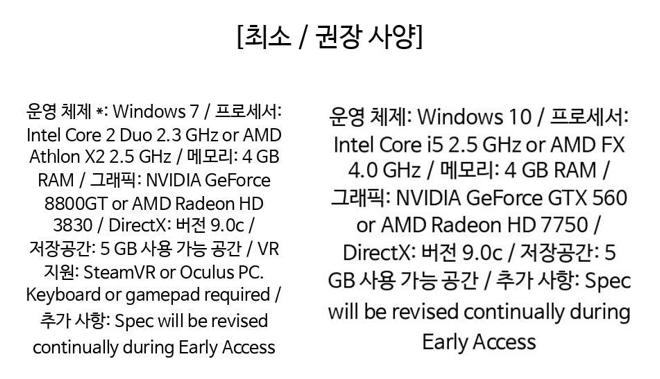 [최소 / 권장 사양]
운영 체제 *: Windows 7 / 프로세서:
Intel Core 2 Duo 2.3 GHz or AMD
Athlon X2 2.5 GHz / 메모리: 4 GB
RAM / 그래픽: NVIDIA GeForce
8800GT or AMD Radeon HD
3830 / DirectX: 버전 9.0c /
저장공간: 5 GB 사용 가능 공간 / VR
지원: SteamVR or Oculus PC.
Keyboard or gamepad required /
추가 사항: Spec will be revised
continually during Early Access
운영 체제: Windows 10 / 프로세서:
Intel Core i5 2.5 GHz or AMD FX
4.0 GHz / 메모리: 4 GB RAM /
그래픽: NVIDIA GeForce GTX 560
or AMD Radeon HD 7750 /
DirectX: 버전 9.0c / 저장공간: 5
GB 사용 가능 공간 / 추가 사항: Spec
will be revised continually during
Early Access